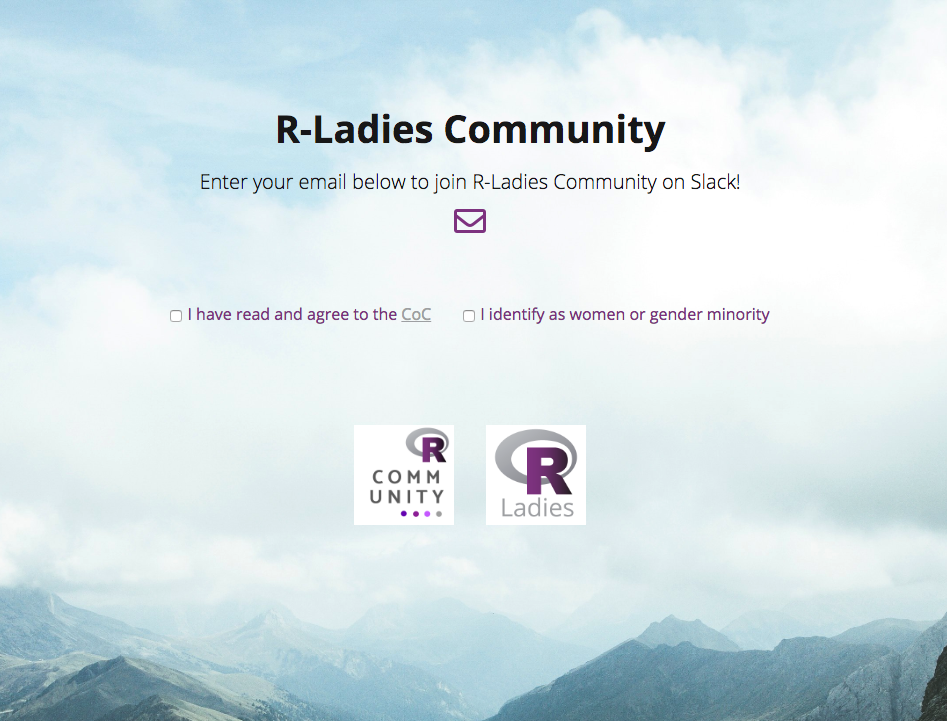 R-Ladies Community
Enter your email below to join R-Ladies Community on Slack!
I have read and agree to the CoC
I identify as women or gender minority
R
COMM
UNITY
R
Ladies